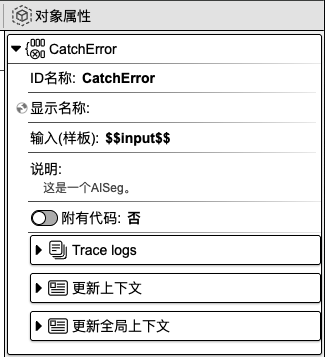 对象属性
CatchError
ID名称: CatchError
显示名称:
输入(样板): $$input$$
说明:
这是一个AISeg。
附有代码: 否
Trace logs
更新上下文
更新全局上下文